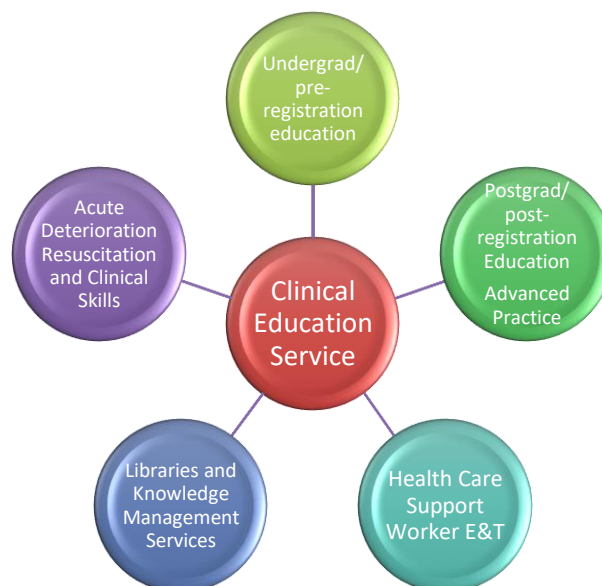 Undergrad/
pre-
registration
education
Postgrad/
post-
registration
Education
Advanced
Practice
Health Care
Support
Worker E&T
Libraries and
Knowledge
Management
Services
Acute
Deterioration
Resuscitation
and Clinical
Skills
Clinical
Education
Service